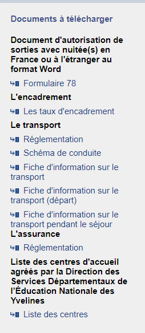 Documents à télécharger
Document d'autorisation de
sorties avec nuitée(s) en
France ou à l'étranger au
format Word
Formulaire 78
L'encadrement
Les taux d'encadrement
Le transport
Réglementation
Schéma de conduite
Fiche d'information sur le
transport
Fiche d'information sur le
transport (départ)
Fiche d'information sur le
transport pendant le séjour
L'assurance
Réglementation
Liste des centres d'accueil
agréés par la Direction des
Services Départementaux de
l'Éducation Nationale des
Yvelines
Liste des centres